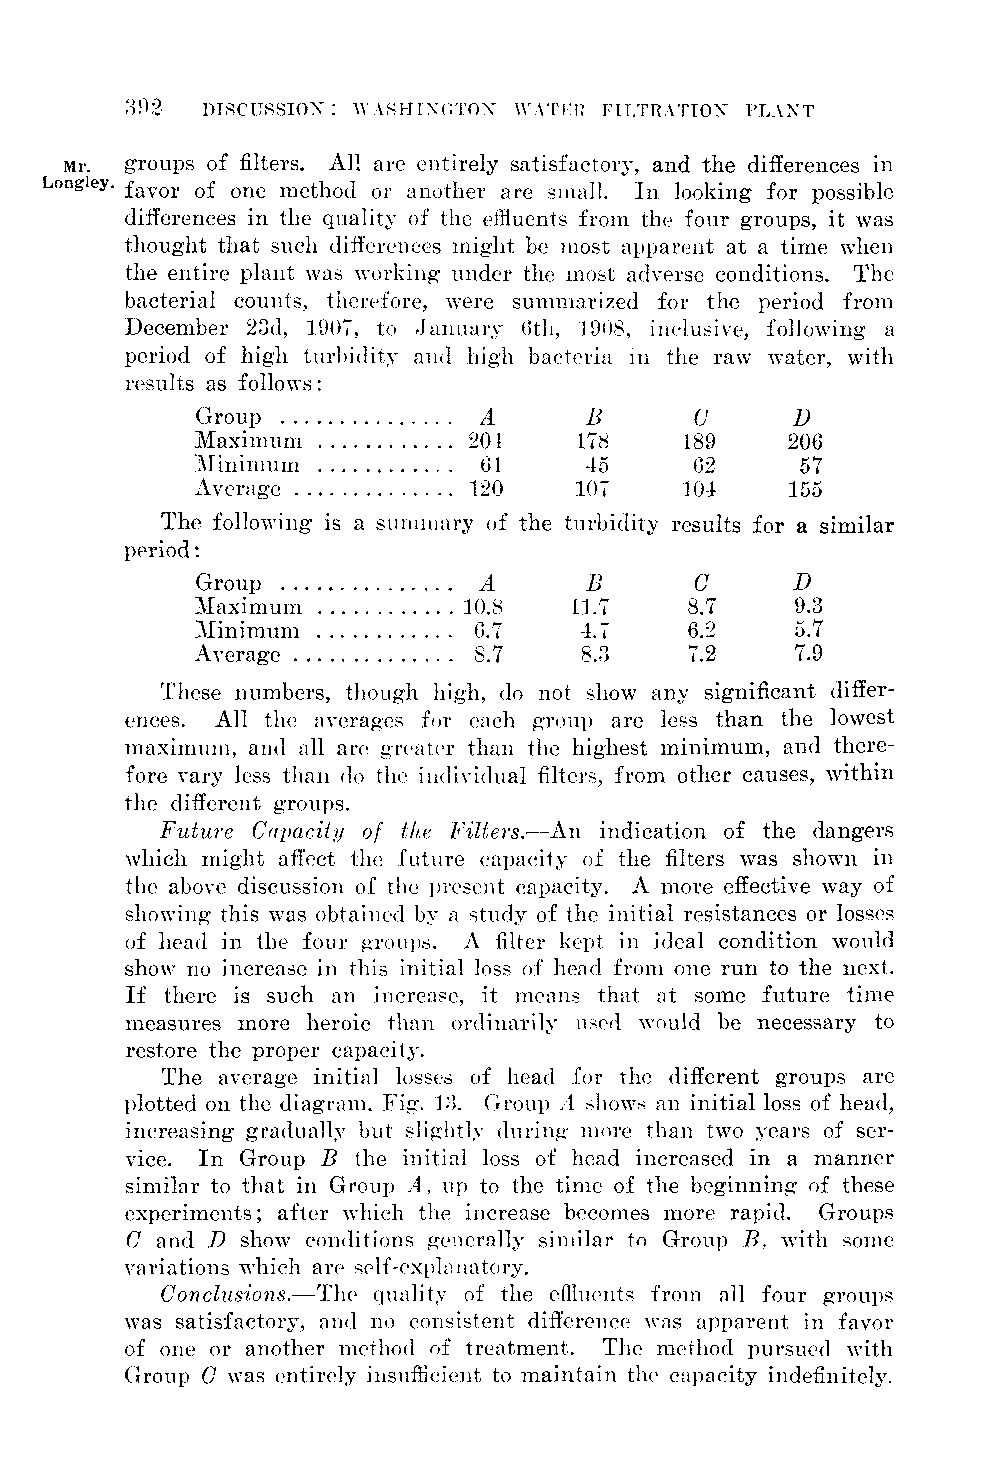 392 DISCUSSION: WASHINGTON WATER FILTRATION PLANT
Mr. Longley.
groups of filters. All are entirely satisfactory, and the differences in
favor of one method or another are small. In looking for possible
differences in the quality of the effluents from the four groups, it was
thought that such differences might be most apparent at a time when
the entire plant was working under the most adverse conditions. The
bacterial counts, therefore, were summarized for the period from
December 23d, 1907, to January 6th, 1908, inclusive, following a
period of high turbidity and high bacteria in the raw water, with
results as follows:
Group ............... A B C D
Maximum ............ 201 178 189 206
Minimum ............ 61 45 62 57
Average .............. 120 107 104 155
The following is a summary of the turbidity results for a similar
period:
Group ............... A B C D
Maximum ............ 10.8 11.7 8.7 9.3
Minimum ............ 6.7 4.7 6.2 5.7
Average .............. 8.7 8.3 7.2 7.9
These numbers, though high, do not show any significant differ-
ences. All the averages for each group are less than the lowest
maximum, and all are greater than the highest minimum, and there-
fore vary less than do the individual filters, from other causes, within
the different groups.
Future Capacity of the Filters.—An indication of the dangers
which might affect the future capacity of the filters was shown in
the above discussion of the present capacity. A more effective way of
showing this was obtained by a study of the initial resistances or losses
of head in the four groups. A filter kept in ideal condition would
show no increase in this initial loss of head from one run to the next.
If there is such an increase, it means that at some future time
measures more heroic than ordinarily used would be necessary to
restore the proper capacity.
The average initial losses of head for the different groups are
plotted on the diagram, Fig. 13. Group A shows an initial loss of head,
increasing gradually but slightly during more than two years of ser-
vice. In Group B the initial loss of head increased in a manner
similar to that in Group A, up to the time of the beginning of these
experiments; after which the increase becomes more rapid. Groups
C and D show conditions generally similar to Group B, with some
variations which are self-explanatory.
Conclusions.—The quality of the effluents from all four groups
was satisfactory, and no consistent difference was apparent in favor
of one or another method of treatment. The method pursued with
Group C was entirely insufficient to maintain the capacity indefinitely.